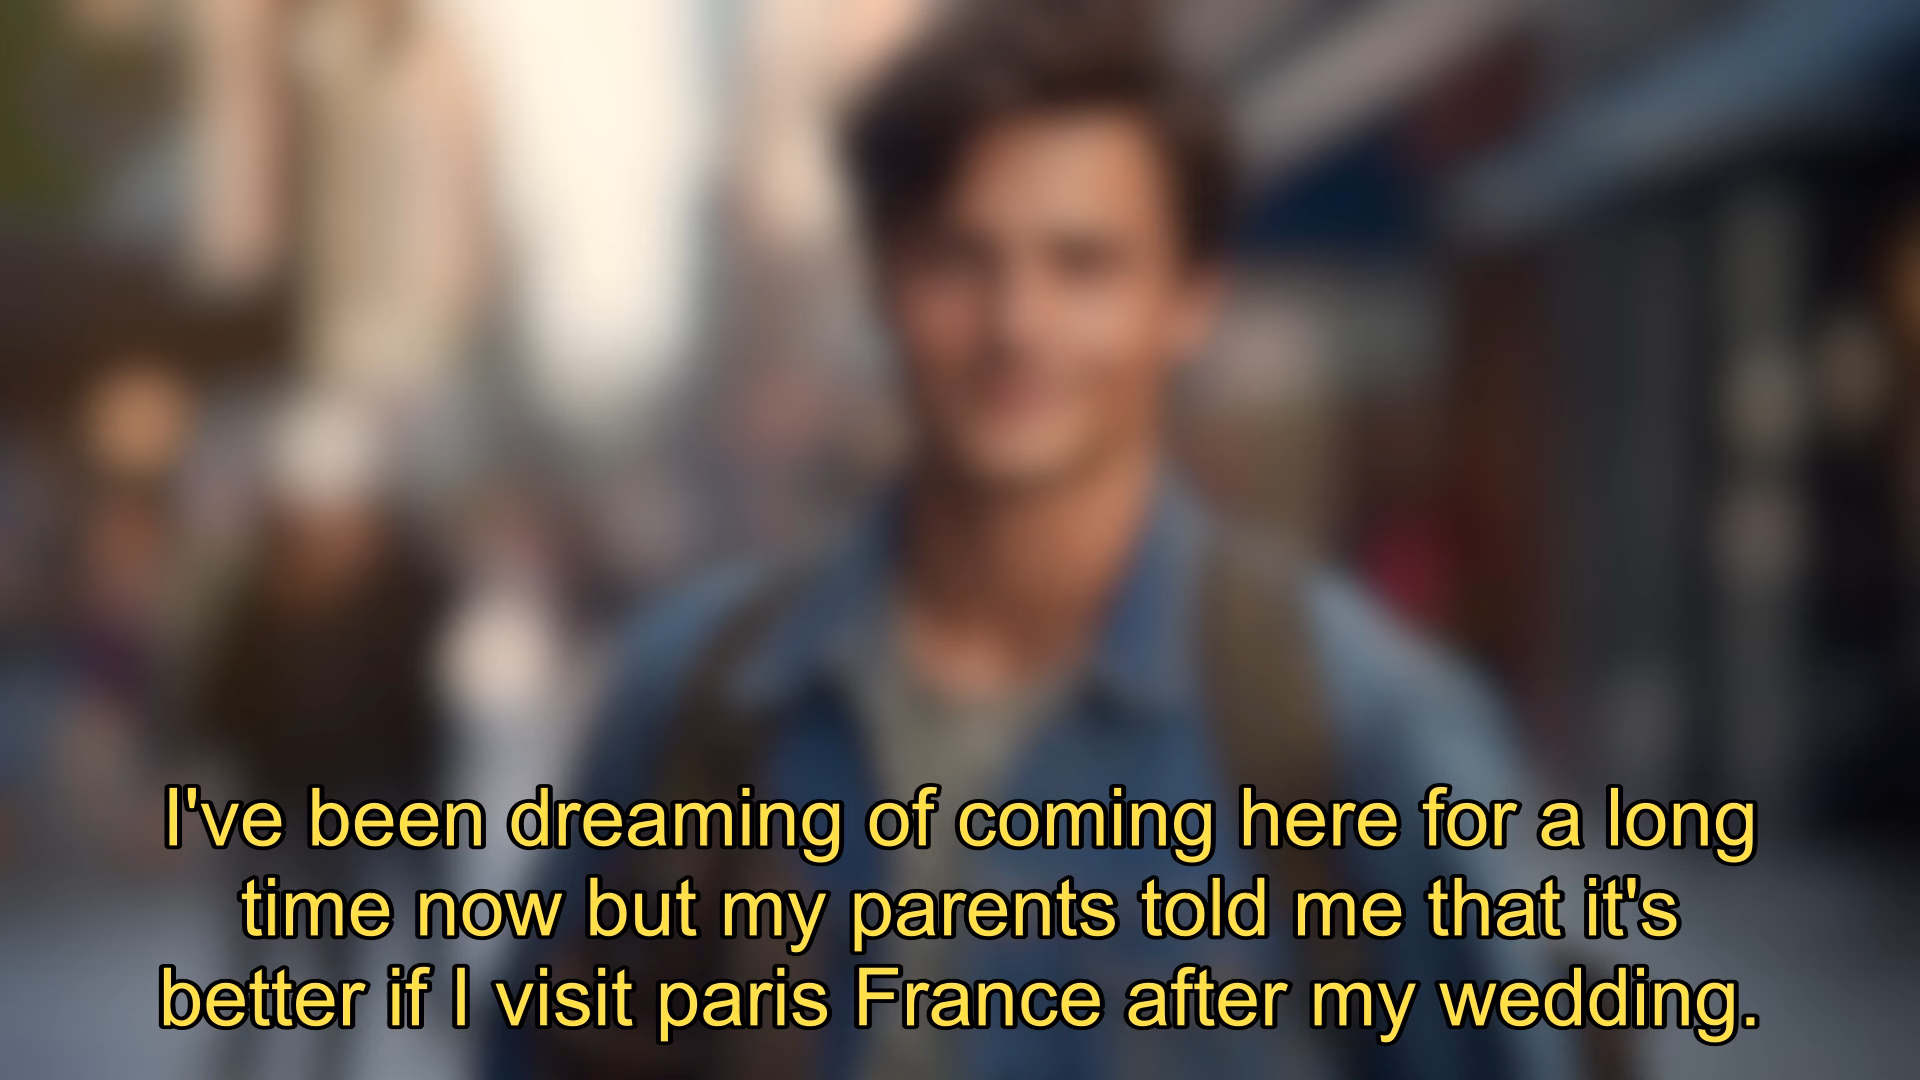 I've been dreaming of coming here for a long
time now but my parents told me that it's
better if I visit paris France after my wedding.